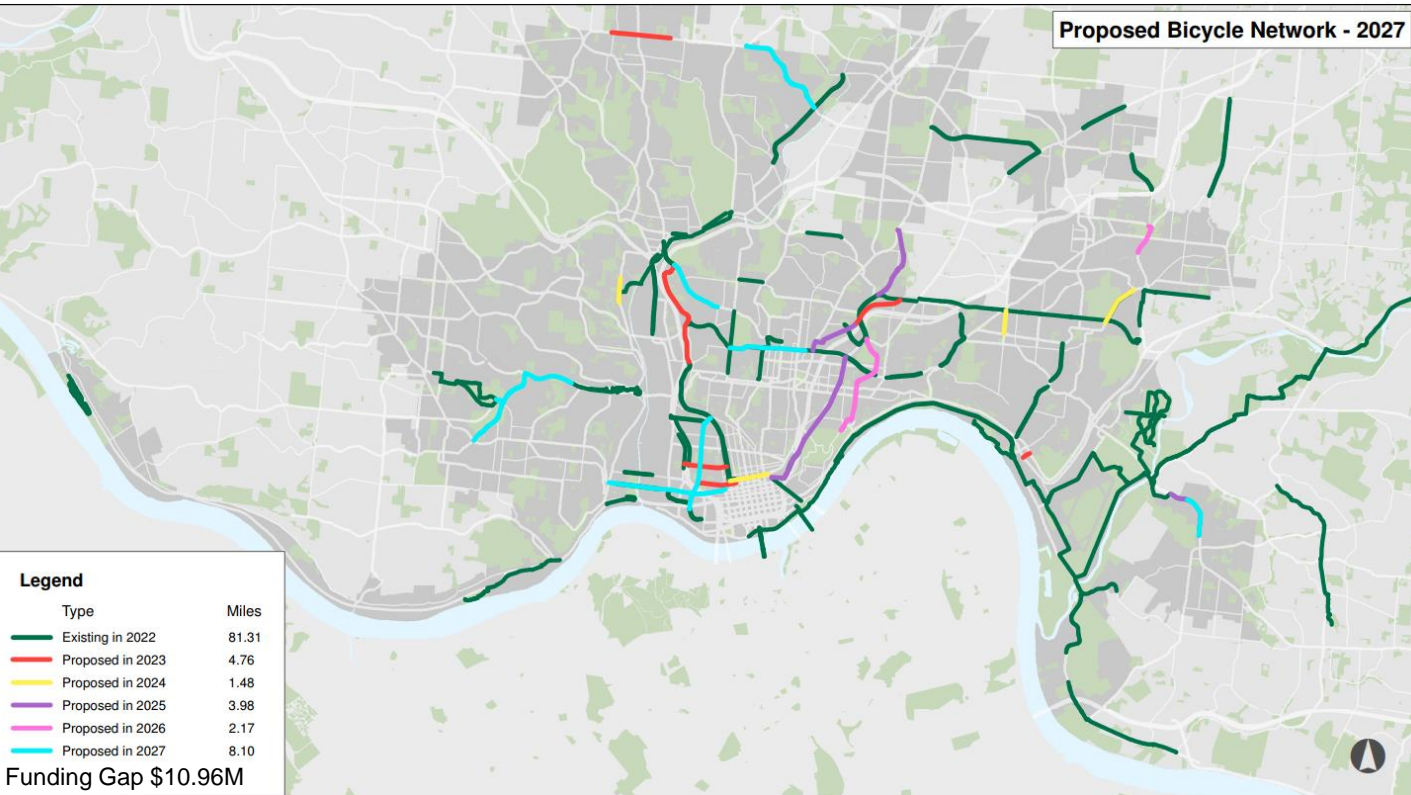 Proposed Bicycle Network - 2027
Legend
Type Miles
Existing in 2022 81.31
Proposed in 2023 4.76
Proposed in 2024 1.48
Proposed in 2025 3.98
Proposed in 2026 2.17
Proposed in 2027 8.10
Funding Gap $10.96M